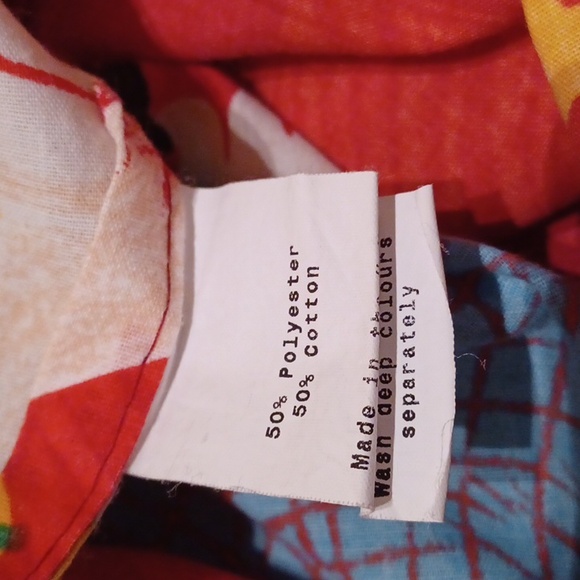 50% Polyester
50% Cotton
Made in
wash deep colours
separately